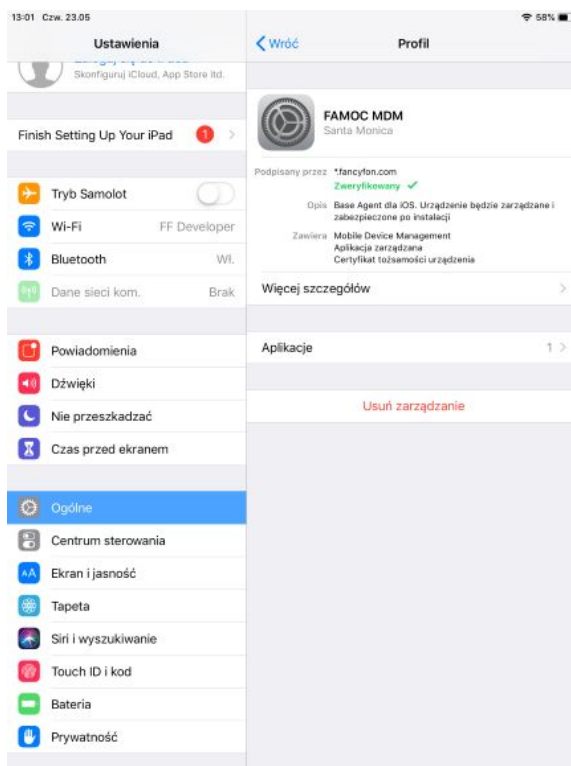 13:01 Czw. 23.05
58%
Ustawienia
Skonfiguruj iCloud, App Store itd.
Finish Setting Up Your iPad 1
Tryb Samolot
Wi-Fi FF Developer
Bluetooth Wł.
Dane sieci kom. Brak
Powiadomienia
Dźwięki
Nie przeszkadzać
Czas przed ekranem
Ogólne
Centrum sterowania
Ekran i jasność
Tapeta
Siri i wyszukiwanie
Touch ID i kod
Bateria
Prywatność
Wróć Profil
FAMOC MDM
Santa Monica
Podpisany przez *.fancyfon.com
Zweryfikowany
Opis Base Agent dla iOS. Urządzenie będzie zarządzane i
zabezpieczone po instalacji
Zawiera Mobile Device Management
Aplikacja zarządzana
Certyfikat tożsamości urządzenia
Więcej szczegółów
Aplikacje 1
Usuń zarządzanie